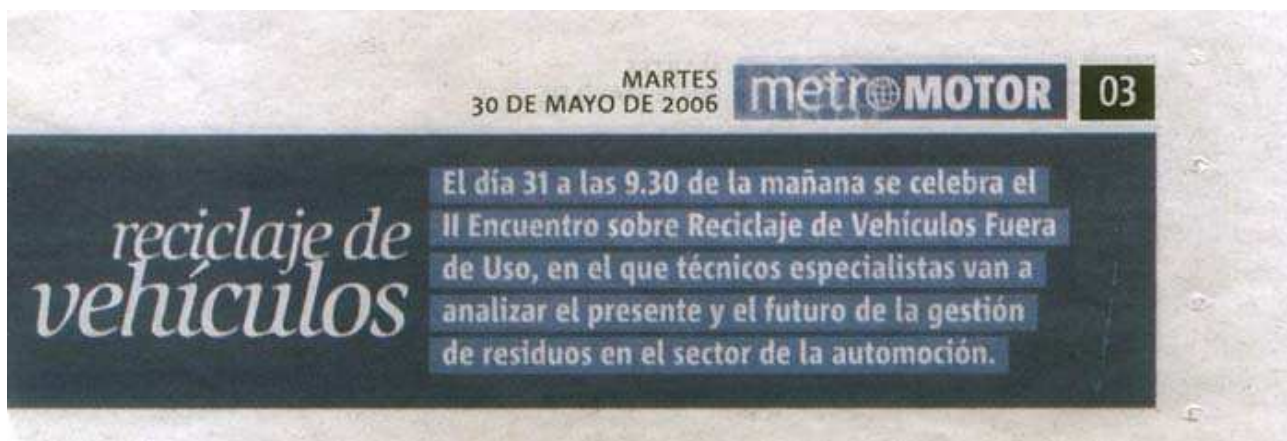 MARTES
30 DE MAYO DE 2006
metroMOTOR
03
reciclaje de
vehículos
El día 31 a las 9.30 de la mañana se celebra el
II Encuentro sobre Reciclaje de Vehículos Fuera
de Uso, en el que técnicos especialistas van a
analizar el presente y el futuro de la gestión
de residuos en el sector de la automoción.